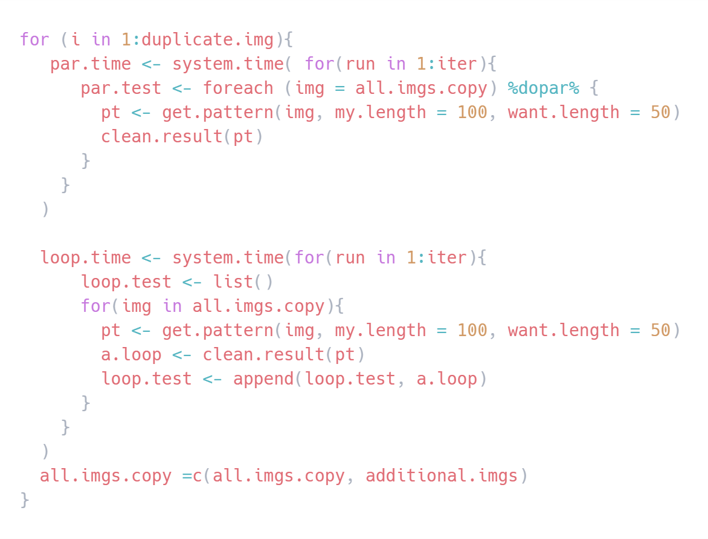 for (i in 1:duplicate.img){
   par.time <- system.time( for(run in 1:iter){
      par.test <- foreach (img = all.imgs.copy) %dopar% {
        pt <- get.pattern(img, my.length = 100, want.length = 50)
        clean.result(pt)
      }
    }
  )

  loop.time <- system.time(for(run in 1:iter){
      loop.test <- list()
      for(img in all.imgs.copy){
        pt <- get.pattern(img, my.length = 100, want.length = 50)
        a.loop <- clean.result(pt)
        loop.test <- append(loop.test, a.loop)
      }
    }
  )
  all.imgs.copy =c(all.imgs.copy, additional.imgs)
}